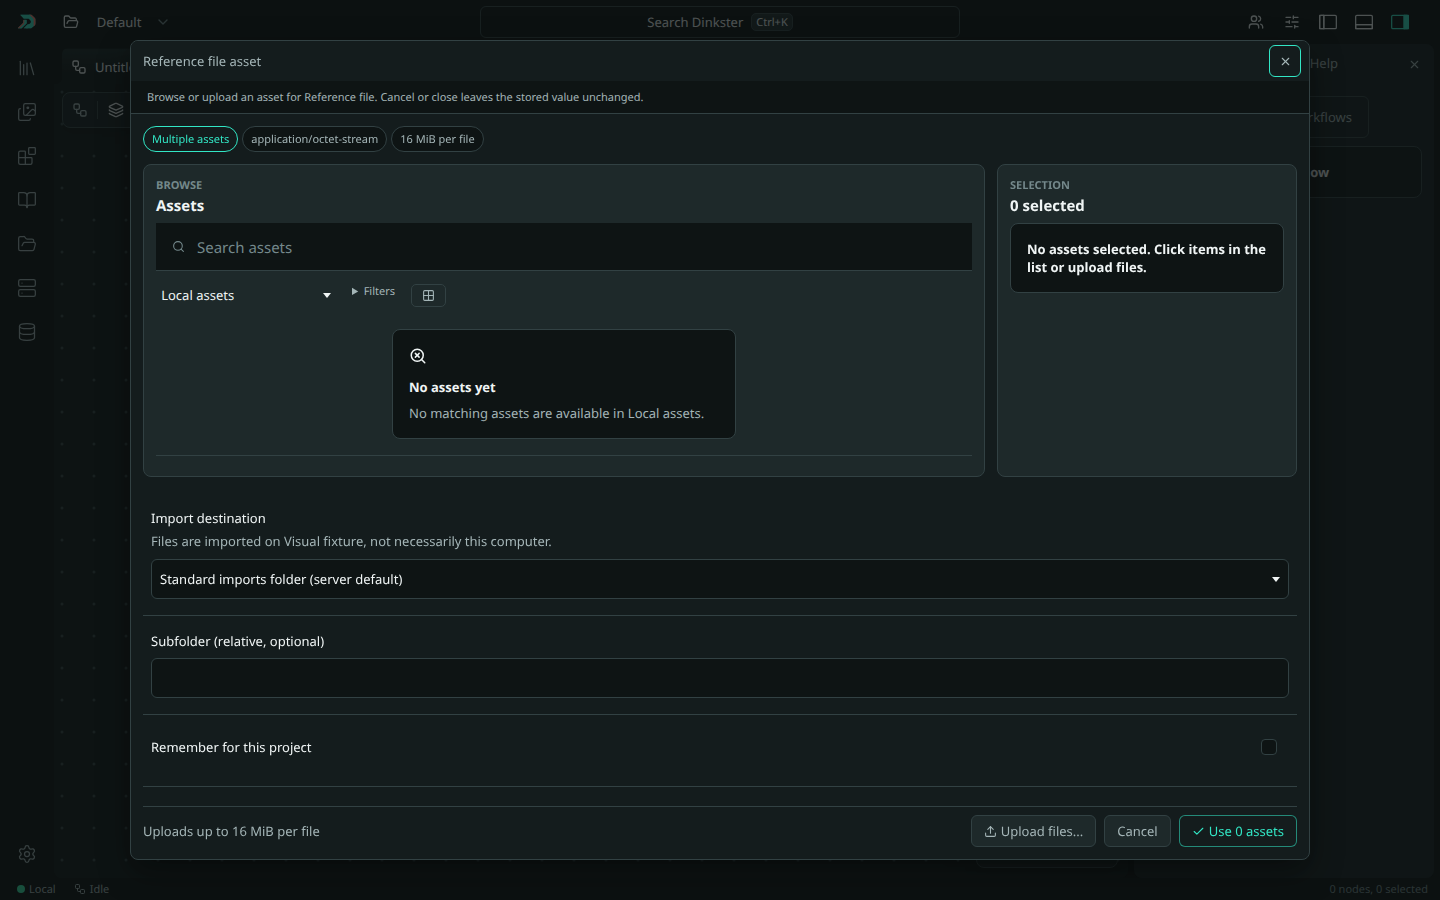 Default
Search Dinkster Ctrl+K
Reference file asset
Help
Browse or upload an asset for Reference file. Cancel or close leaves the stored value unchanged.
Multiple assets
application/octet-stream
16 MiB per file
BROWSE
Assets
Search assets
Local assets
Filters
No assets yet
No matching assets are available in Local assets.
SELECTION
0 selected
No assets selected. Click items in the
list or upload files.
Import destination
Files are imported on Visual fixture, not necessarily this computer.
Standard imports folder (server default)
Subfolder (relative, optional)
Remember for this project
Uploads up to 16 MiB per file
Upload files...
Cancel
Use 0 assets
Local
Idle
0 nodes, 0 selected